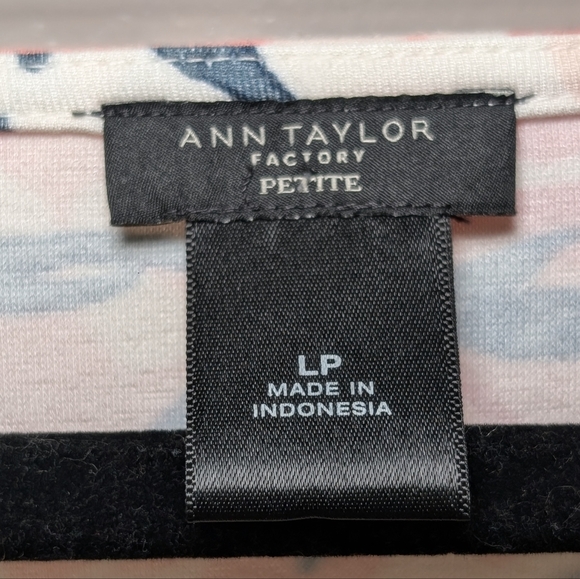 ANN TAYLOR
FACTORY
PETITE
LP
MADE IN
INDONESIA